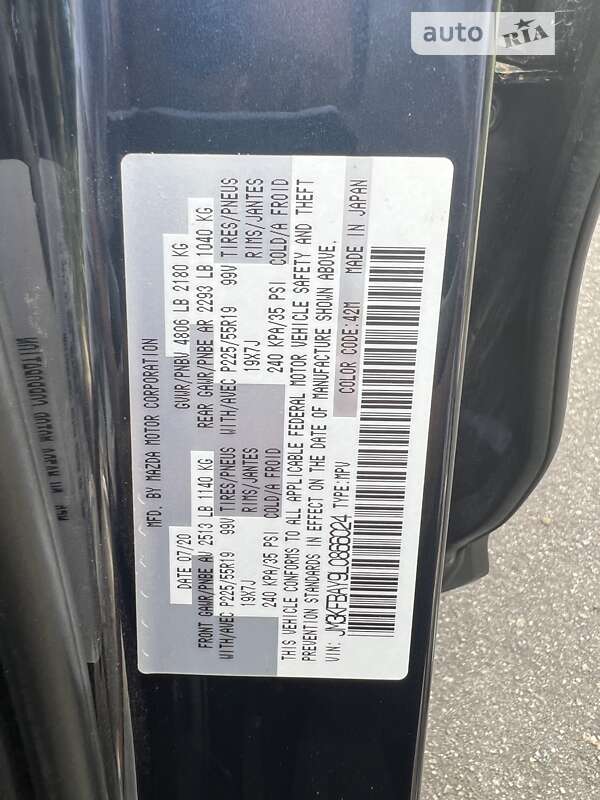 auto RIA
MFD. BY MAZDA MOTOR CORPORATION
DATE 07/20 GVWR/PNBV 4806 LB 2180 KG
FRONT GAWR/PNBE AV 2513 LB 1140 KG REAR GAWR/PNBE AR 2293 LB 1040 KG
WITH/AVEC P225/55R19 99V TIRES/PNEUS WITH/AVEC P225/55R19 99V TIRES/PNEUS
19X7J RIMS/JANTES 19X7J RIMS/JANTES
240 KPA/35 PSI COLD/A FROID 240 KPA/35 PSI COLD/A FROID
THIS VEHICLE CONFORMS TO ALL APPLICABLE FEDERAL MOTOR VEHICLE SAFETY AND THEFT
PREVENTION STANDARDS IN EFFECT ON THE DATE OF MANUFACTURE SHOWN ABOVE.
VIN: JM3KFBAY9L0866024 TYPE:MPV COLOR CODE:42M MADE IN JAPAN